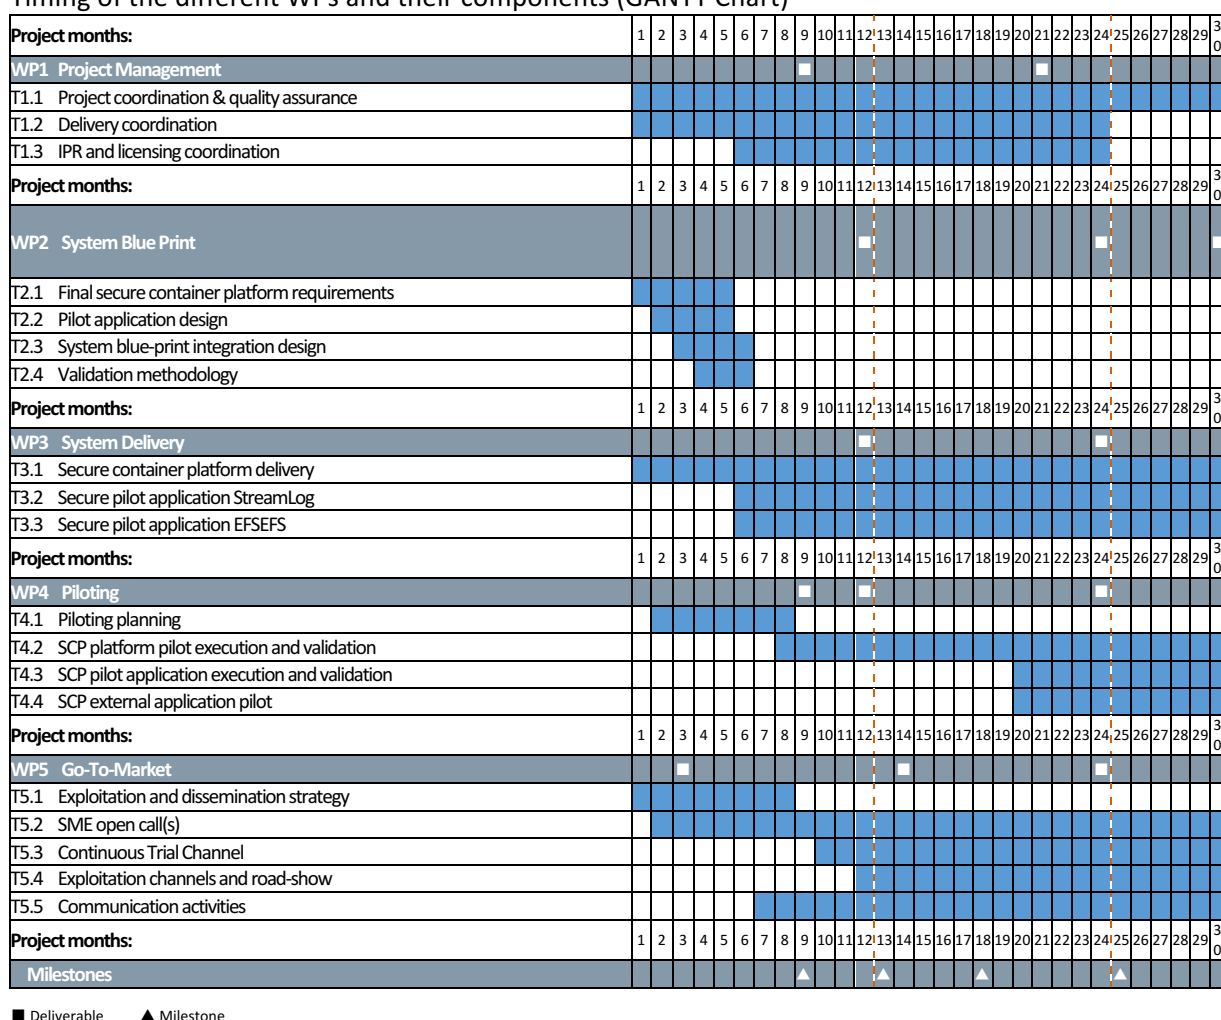 Timing of the different WPs and their components (GANTT Chart)
Project months: 1 2 3 4 5 6 7 8 9 10 11 12 13 14 15 16 17 18 19 20 21 22 23 24 25 26 27 28 29 30
WP1 Project Management
T1.1 Project coordination & quality assurance
T1.2 Delivery coordination
T1.3 IPR and licensing coordination
Project months: 1 2 3 4 5 6 7 8 9 10 11 12 13 14 15 16 17 18 19 20 21 22 23 24 25 26 27 28 29 30
WP2 System Blue Print
T2.1 Final secure container platform requirements
T2.2 Pilot application design
T2.3 System blue-print integration design
T2.4 Validation methodology
Project months: 1 2 3 4 5 6 7 8 9 10 11 12 13 14 15 16 17 18 19 20 21 22 23 24 25 26 27 28 29 30
WP3 System Delivery
T3.1 Secure container platform delivery
T3.2 Secure pilot application StreamLog
T3.3 Secure pilot application EFSEFS
Project months: 1 2 3 4 5 6 7 8 9 10 11 12 13 14 15 16 17 18 19 20 21 22 23 24 25 26 27 28 29 30
WP4 Piloting
T4.1 Piloting planning
T4.2 SCP platform pilot execution and validation
T4.3 SCP pilot application execution and validation
T4.4 SCP external application pilot
Project months: 1 2 3 4 5 6 7 8 9 10 11 12 13 14 15 16 17 18 19 20 21 22 23 24 25 26 27 28 29 30
WP5 Go-To-Market
T5.1 Exploitation and dissemination strategy
T5.2 SME open call(s)
T5.3 Continuous Trial Channel
T5.4 Exploitation channels and road-show
T5.5 Communication activities
Project months: 1 2 3 4 5 6 7 8 9 10 11 12 13 14 15 16 17 18 19 20 21 22 23 24 25 26 27 28 29 30
Milestones
■ Deliverable ▲ Milestone